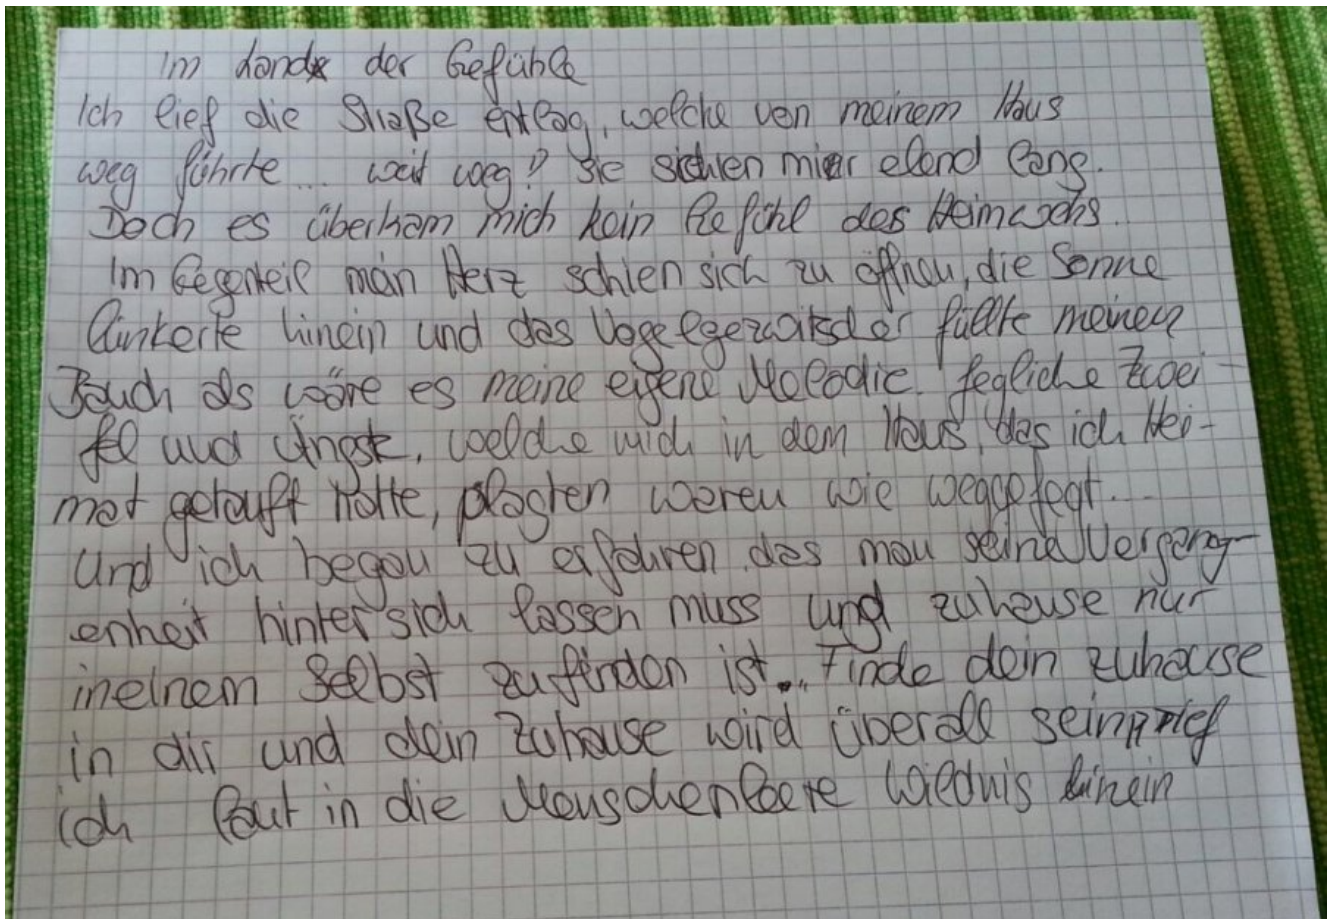 Im Lande der Gefühle
Ich lief die Straße entlag, welche von meinem Haus
weg führte... weit weg! Sie schien mir elend lang.
Doch es überkam mich kein Gefühl des Heimwehs..
Im Gegenteil mein Herz schien sich zu öffnen, die Sonne
hinein und das Vogelgezwitscher füllte meinen
Bauch als wäre es meine eigene Melodie. Jegliche Zwei-
fel und Ängste, welche mich in dem Haus, das ich Hei-
mat getauft hatte, plagten waren wie weggefegt...
Und ich begann zu erfahren das man seine Vergang-
enheit hinter sich lassen muss und zuhause nur
in einem Selbst zu finden ist... Finde dein zuhause
in dir und dein Zuhause wird überall sein" rief
ich laut in die Menschenleere Wildnis hinein